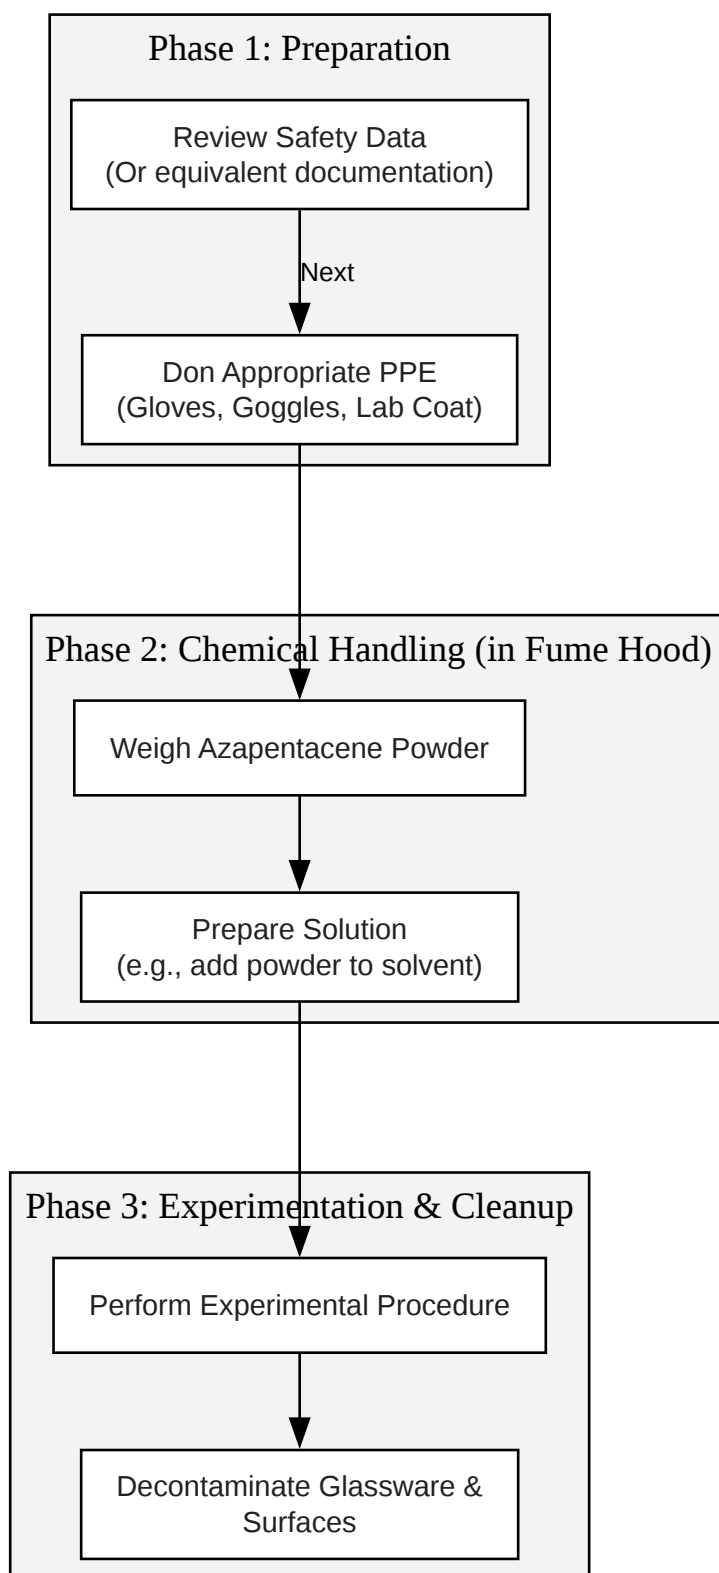 Phase 1: Preparation
Review Safety Data
(Or equivalent documentation)
Next
Don Appropriate PPE
(Gloves, Goggles, Lab Coat)
Phase 2: Chemical Handling (in Fume Hood)
Weigh Azapentacene Powder
Prepare Solution
(e.g., add powder to solvent)
Phase 3: Experimentation & Cleanup
Perform Experimental Procedure
Decontaminate Glassware &
Surfaces